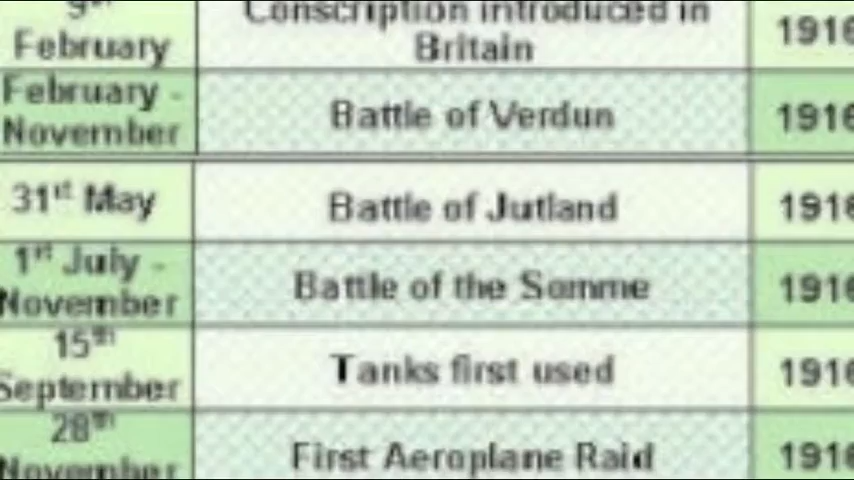 9th
February
Conscription introduced in
Britain
1916
February -
November
Battle of Verdun
1916
31st May
Battle of Jutland
1916
1st July -
November
Battle of the Somme
1916
15th
September
Tanks first used
1916
28th
November
First Aeroplane Raid
1916